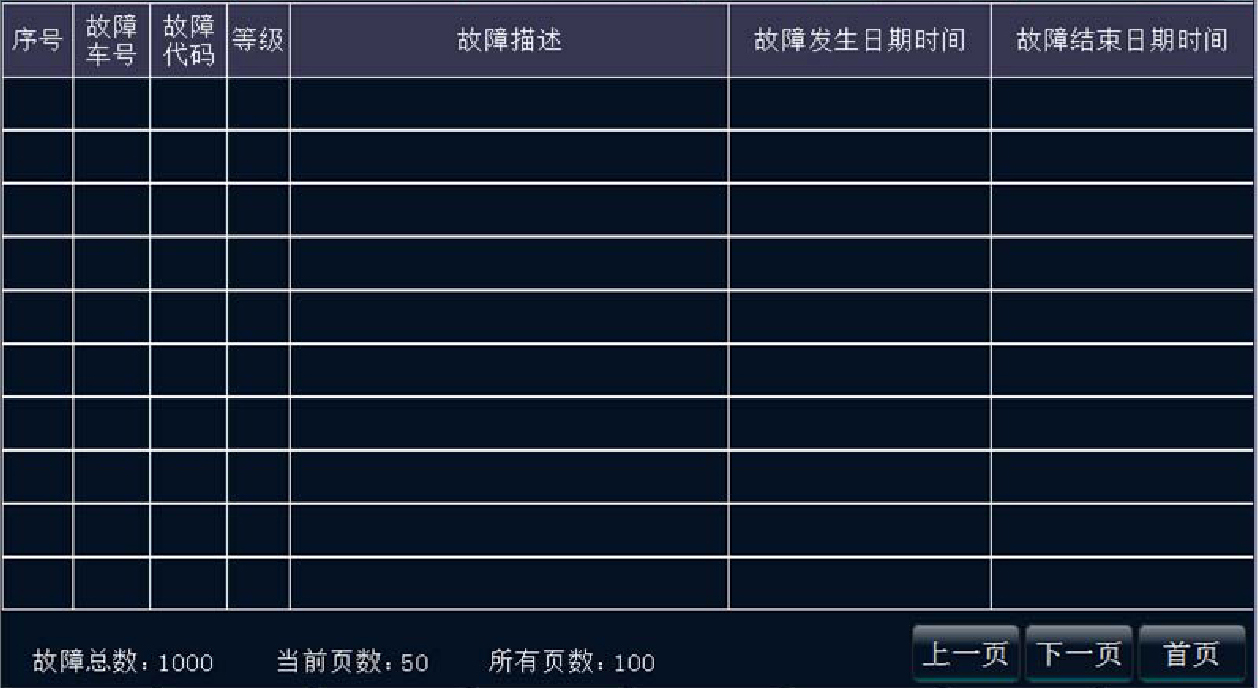 序号
故障
车号
故障
代码
等级
故障描述
故障发生日期时间
故障结束日期时间
故障总数：1000
当前页数：50
所有页数：100
上一页
下一页
首页